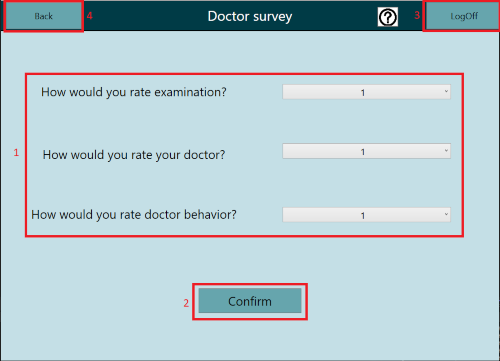 Back 4 Doctor survey ? 3 LogOff
How would you rate examination? 1
1
How would you rate your doctor? 1
How would you rate doctor behavior? 1
2 Confirm